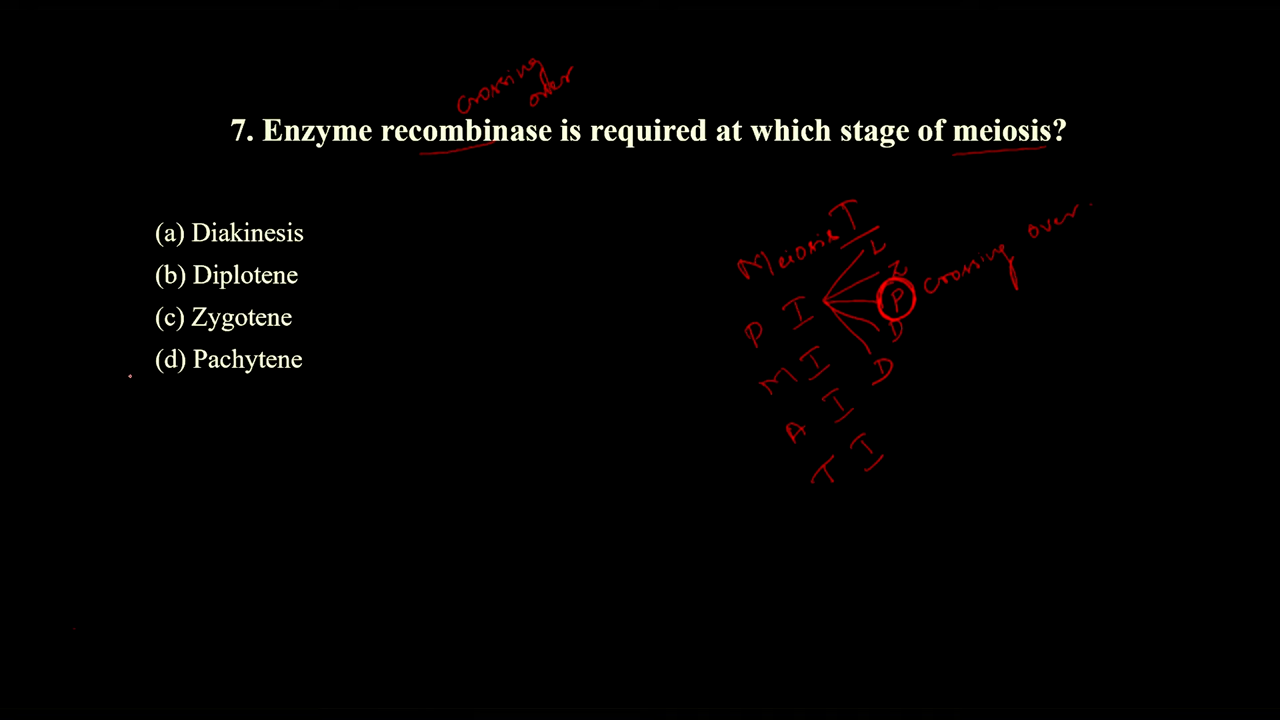 crossing
over
7. Enzyme recombinase is required at which stage of meiosis?
(a) Diakinesis
(b) Diplotene
(c) Zygotene
(d) Pachytene
Meiosis I
L
Z
P I P crossing over
D
M I D
A I
T I